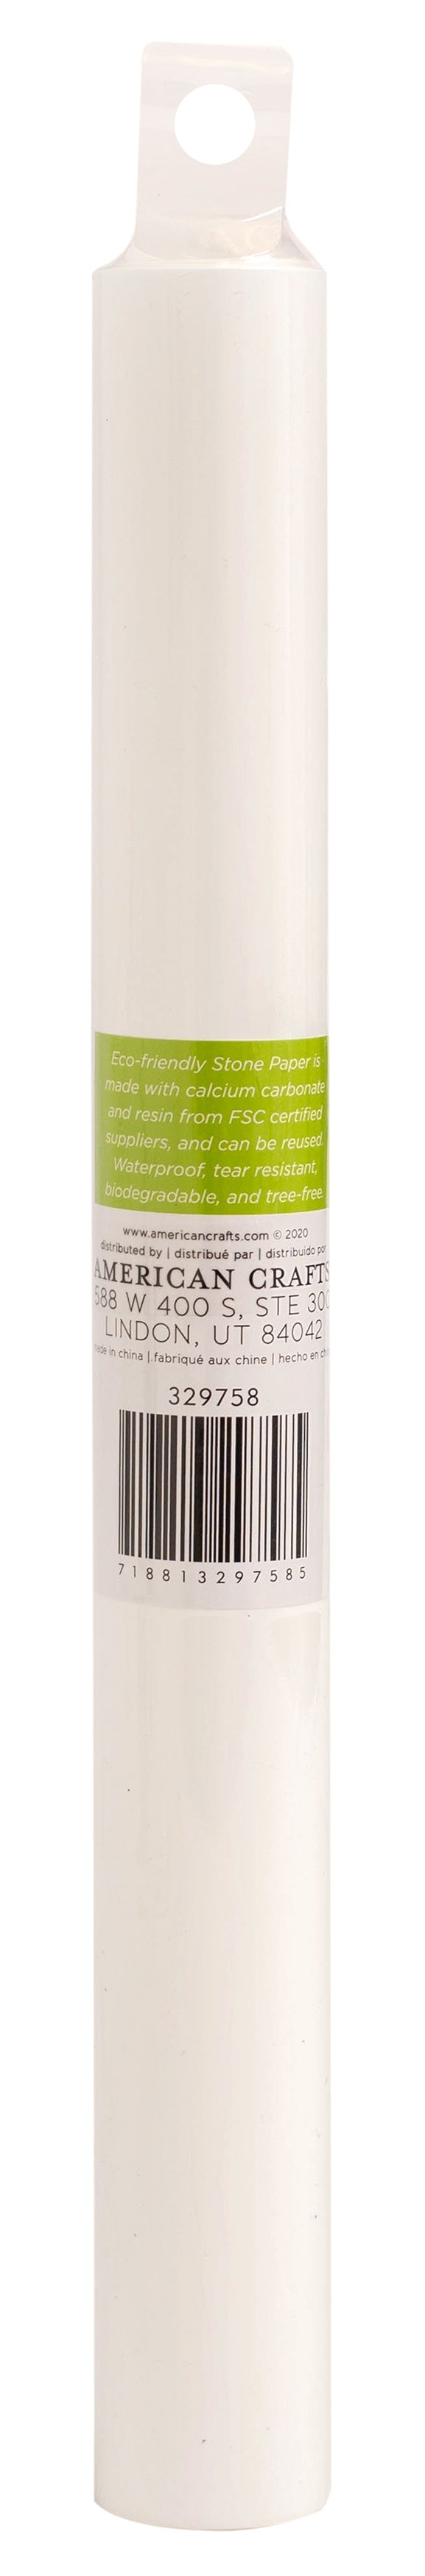 Eco-friendly Stone Paper is
made with calcium carbonate
and resin from FSC certified
suppliers, and can be reused.
Waterproof, tear resistant,
biodegradable, and tree-free.
www.americancrafts.com © 2020
distributed by | distribué par | distribuido por
AMERICAN CRAFTS
588 W 400 S, STE 300
LINDON, UT 84042
made in china | fabriqué aux chine | hecho en
329758
718813297585